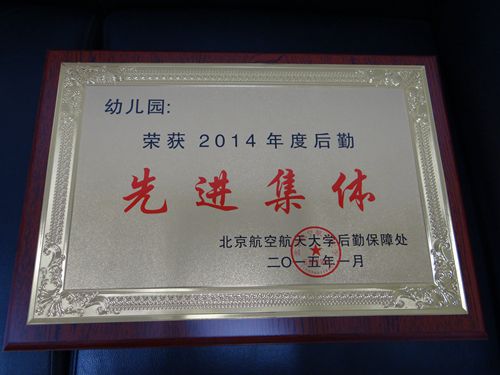 幼儿园:
荣获 2014 年度后勤
先进集体
北京航空航天大学后勤保障处
二〇一五年一月